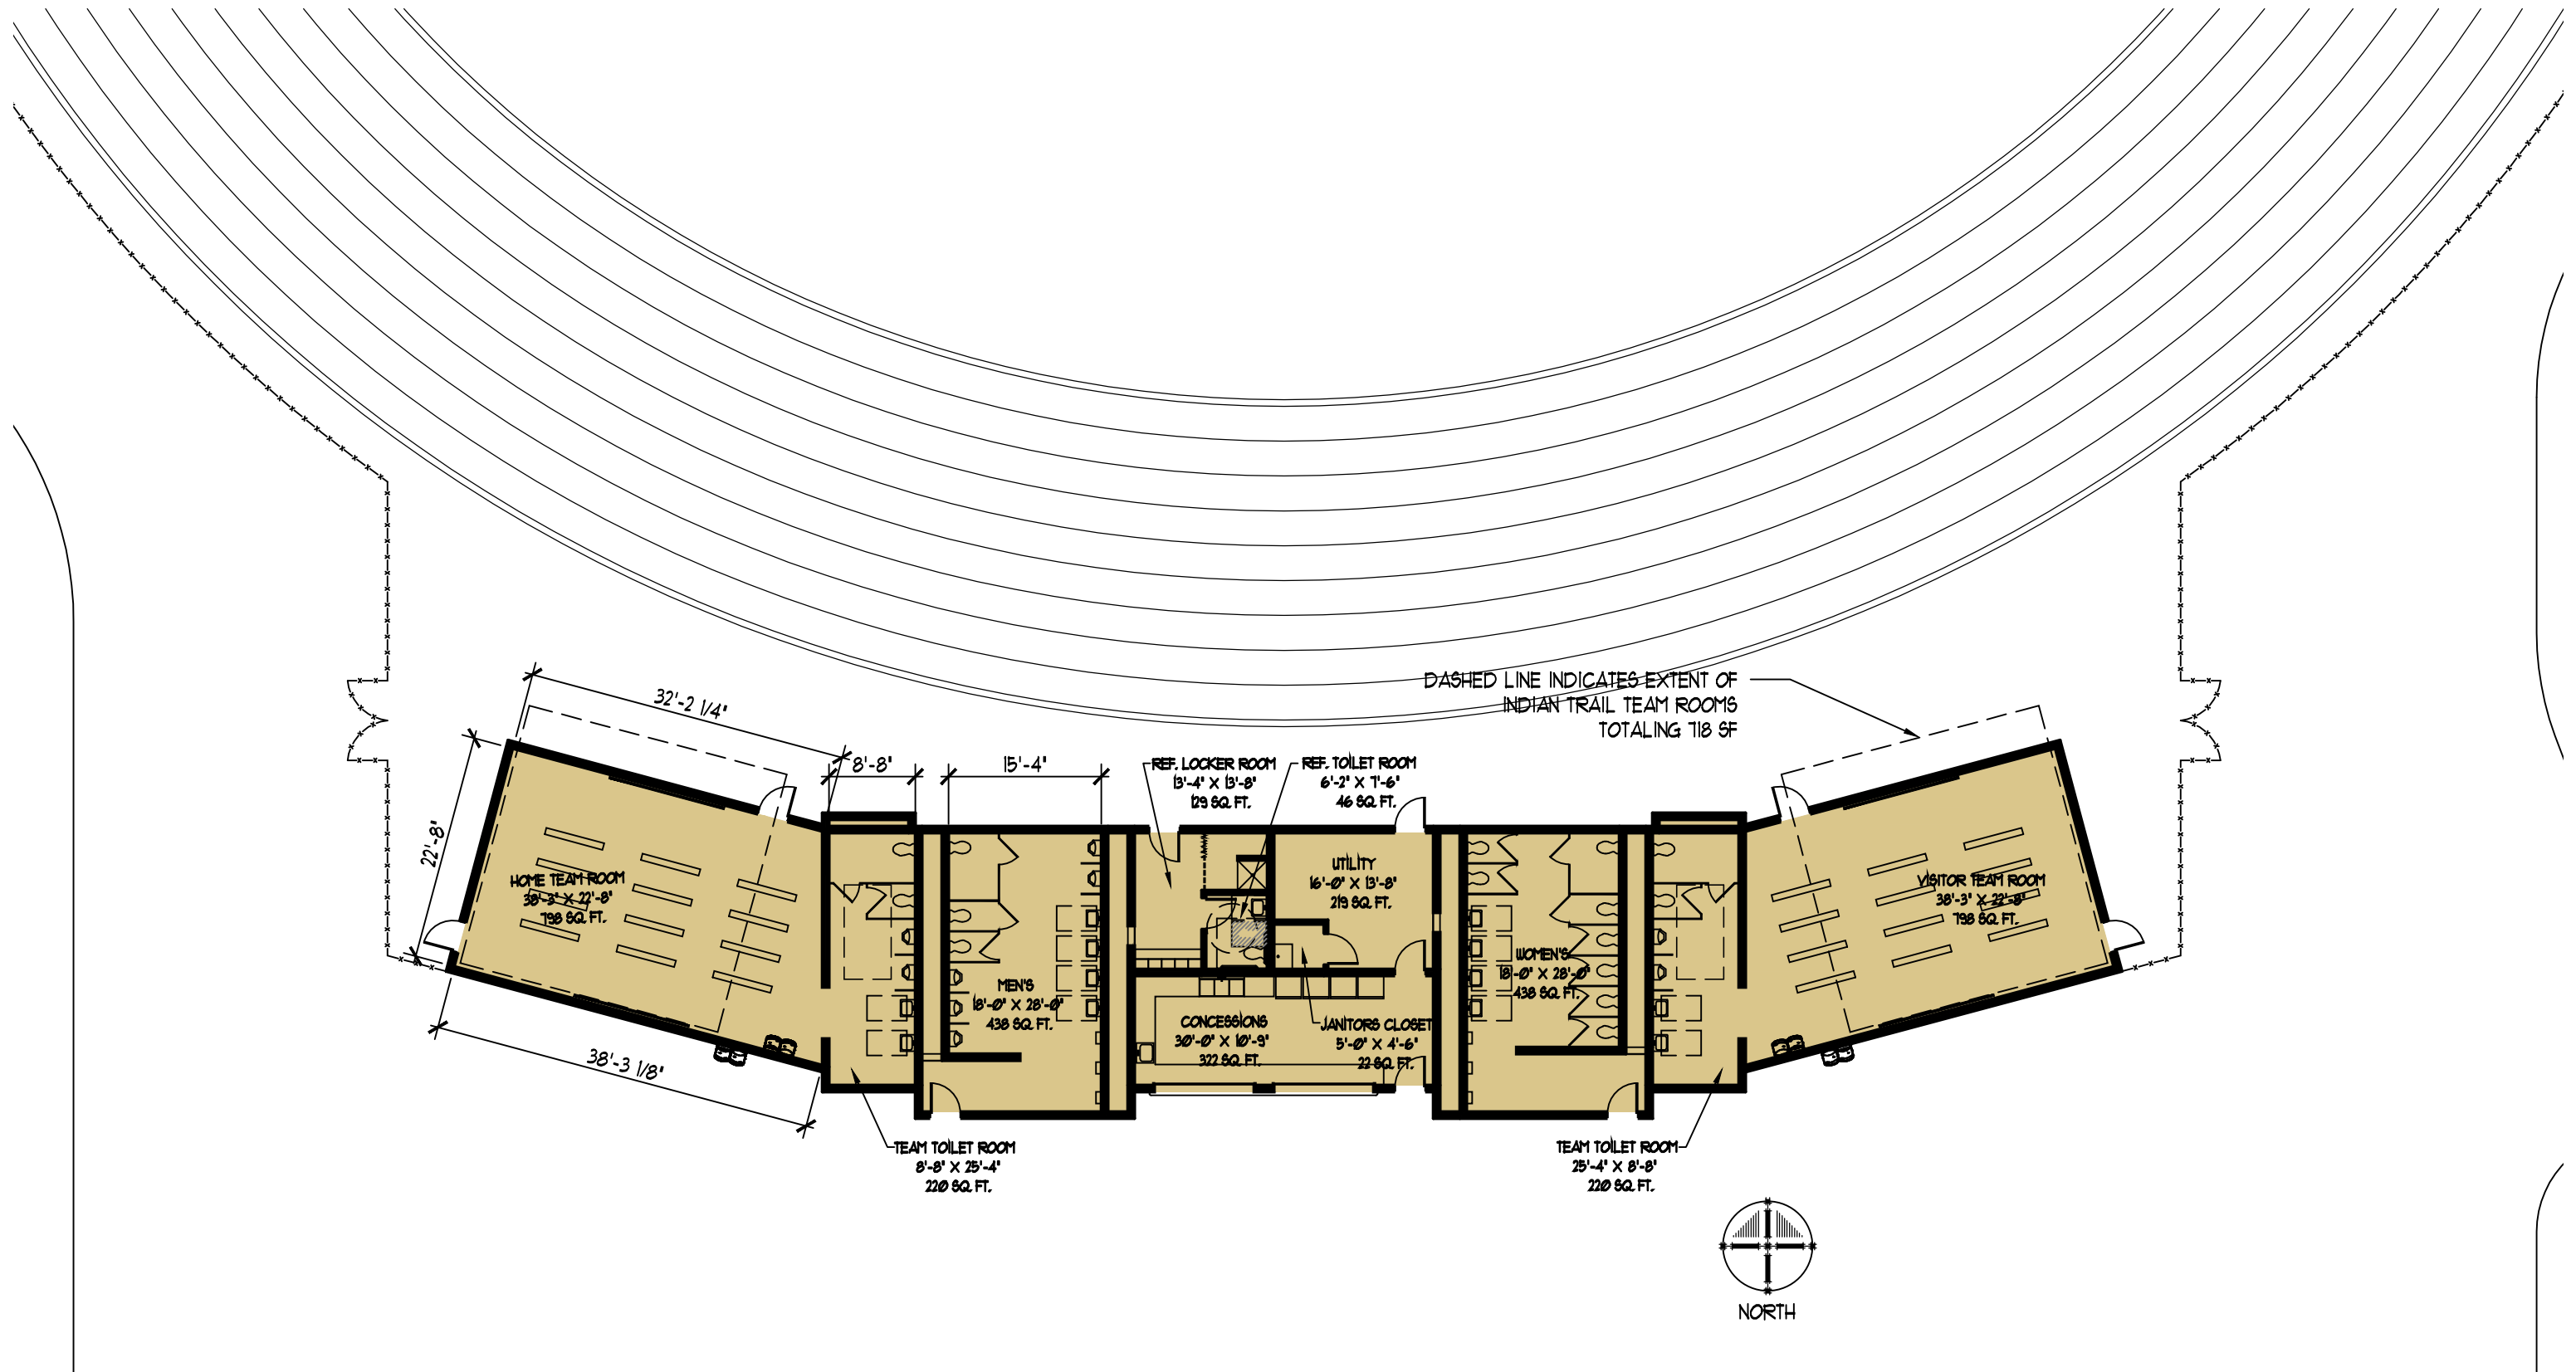 DASHED LINE INDICATES EXTENT OF
INDIAN TRAIL TEAM ROOMS
TOTALING 718 SF
32'-2 1/4"
22'-8"
38'-3 1/8"
8'-8"
15'-4"
HOME TEAM ROOM
38'-3" X 22'-8"
798 SQ. FT.
REF. LOCKER ROOM
13'-4" X 13'-8"
129 SQ. FT.
REF. TOILET ROOM
6'-2" X 7'-6"
46 SQ. FT.
UTILITY
16'-0" X 13'-8"
219 SQ. FT.
VISITOR TEAM ROOM
38'-3" X 22'-8"
798 SQ. FT.
MEN'S
18'-0" X 28'-0"
438 SQ. FT.
WOMEN'S
18'-0" X 28'-0"
438 SQ. FT.
CONCESSIONS
30'-0" X 10'-9"
322 SQ. FT.
JANITORS CLOSET
5'-0" X 4'-6"
22 SQ. FT.
TEAM TOILET ROOM
8'-8" X 25'-4"
220 SQ. FT.
TEAM TOILET ROOM
25'-4" X 8'-8"
220 SQ. FT.
NORTH